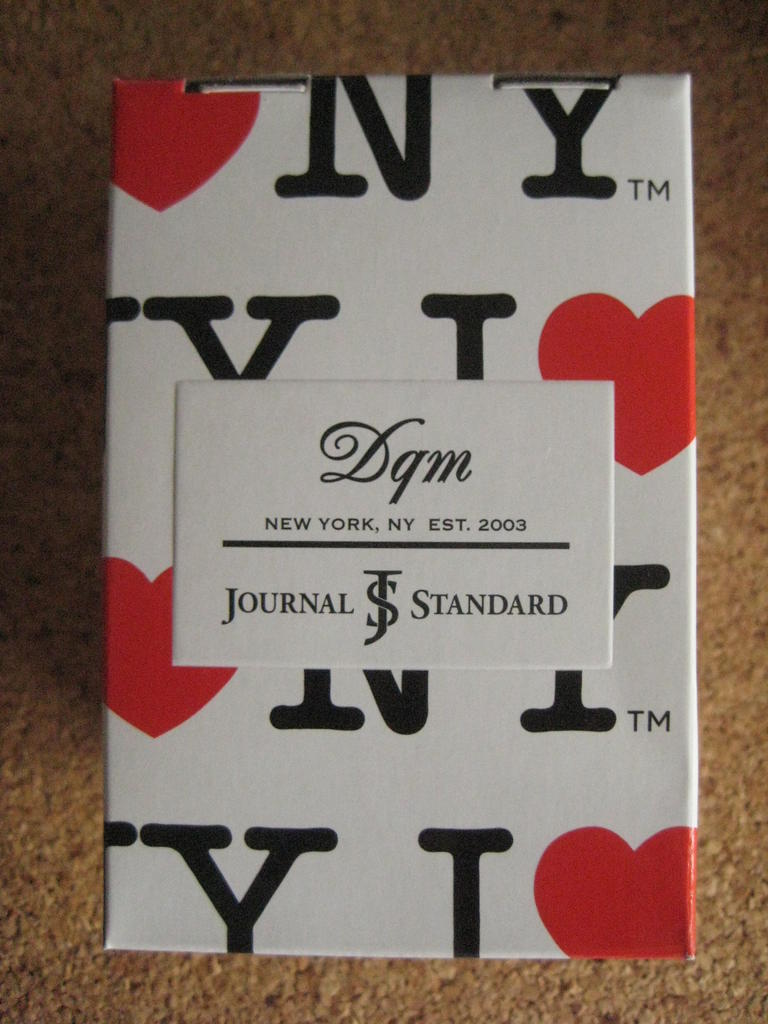 NY TM
Y I
Dqm
NEW YORK, NY EST. 2003
JOURNAL JS STANDARD
NY TM
Y I